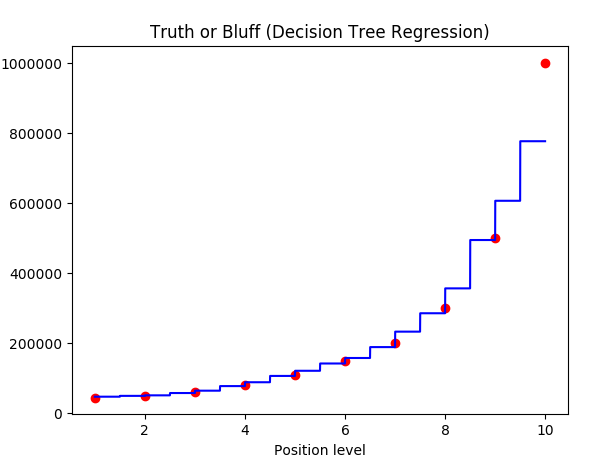 Truth or Bluff (Decision Tree Regression)
1000000
800000
600000
400000
200000
0
2 4 6 8 10
Position level